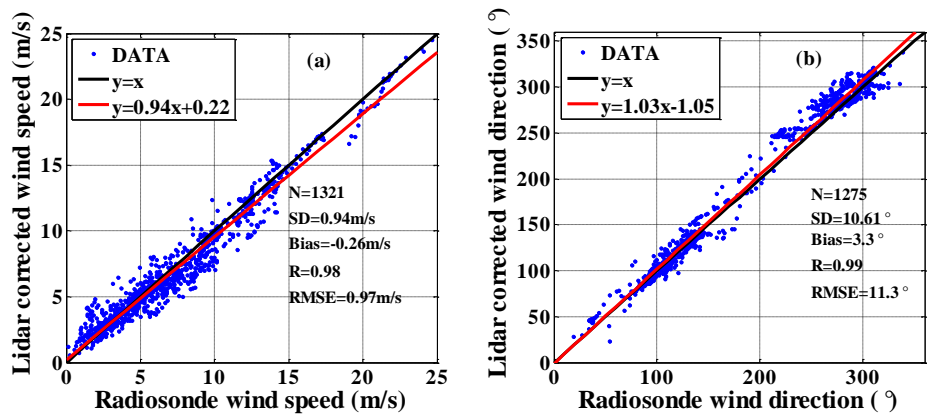 Lidar corrected wind speed (m/s)
25
20
15
10
5
0
0 5 10 15 20 25
Radiosonde wind speed (m/s)
DATA
y=x
y=0.94x+0.22
(a)
N=1321
SD=0.94m/s
Bias=-0.26m/s
R=0.98
RMSE=0.97m/s
Lidar corrected wind direction (°)
350
300
250
200
150
100
50
0
0 100 200 300
Radiosonde wind direction (°)
DATA
y=x
y=1.03x-1.05
(b)
N=1275
SD=10.61°
Bias=3.3°
R=0.99
RMSE=11.3°